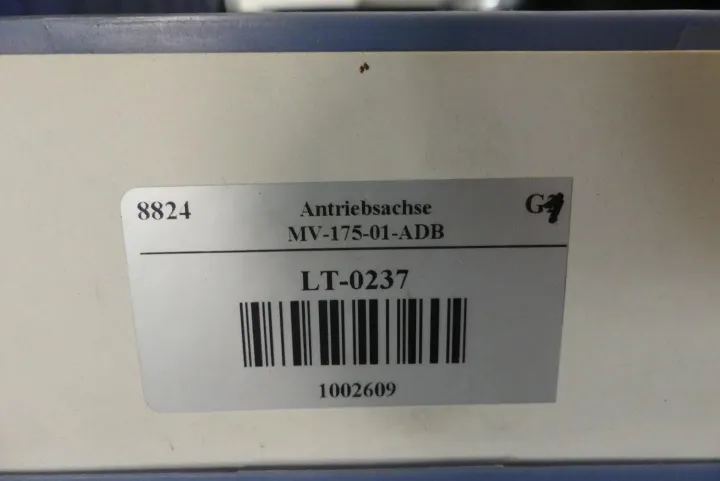 8824 Antriebsachse
MV-175-01-ADB
LT-0237
1002609